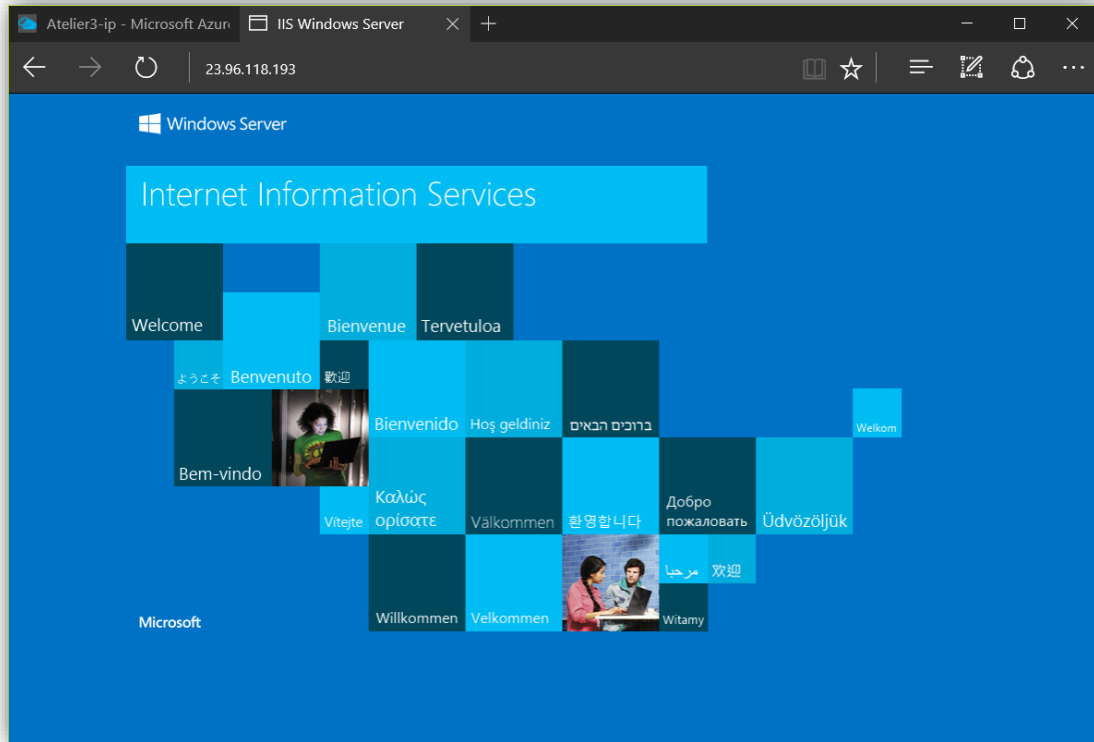 Atelier3-ip - Microsoft Azur
IIS Windows Server
23.96.118.193
Windows Server
Internet Information Services
Welcome
Bienvenue
Tervetuloa
ようこそ
Benvenuto
歡迎
Bienvenido
Hoş geldiniz
ברוכים הבאים
Welkom
Bem-vindo
Vítejte
Καλώς
ορίσατε
Välkommen
환영합니다
Добро
пожаловать
Üdvözöljük
مرحبا
欢迎
Microsoft
Willkommen
Velkommen
Witamy